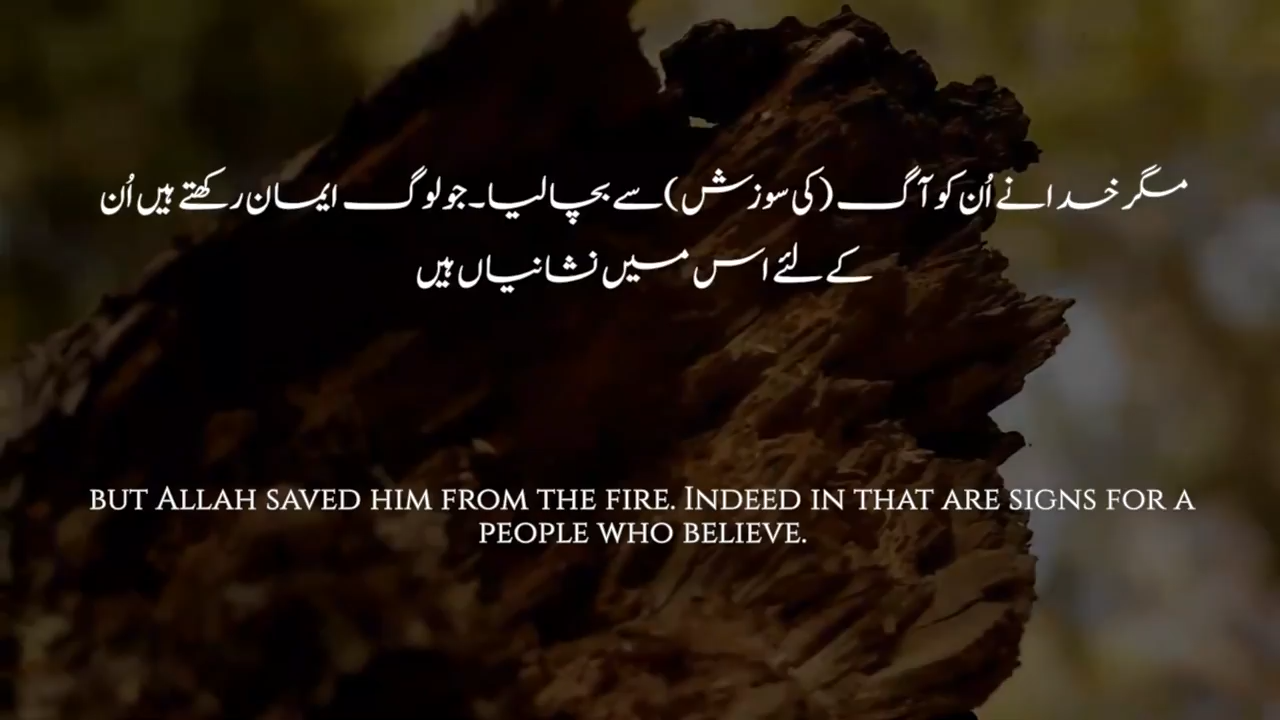 مگر خدا نے اُن کو آگ (کی سوزش) سے بچا لیا۔ جو لوگ ایمان رکھتے ہیں اُن
کے لئے اس میں نشانیاں ہیں
but Allah saved him from the fire. Indeed in that are signs for a
people who believe.